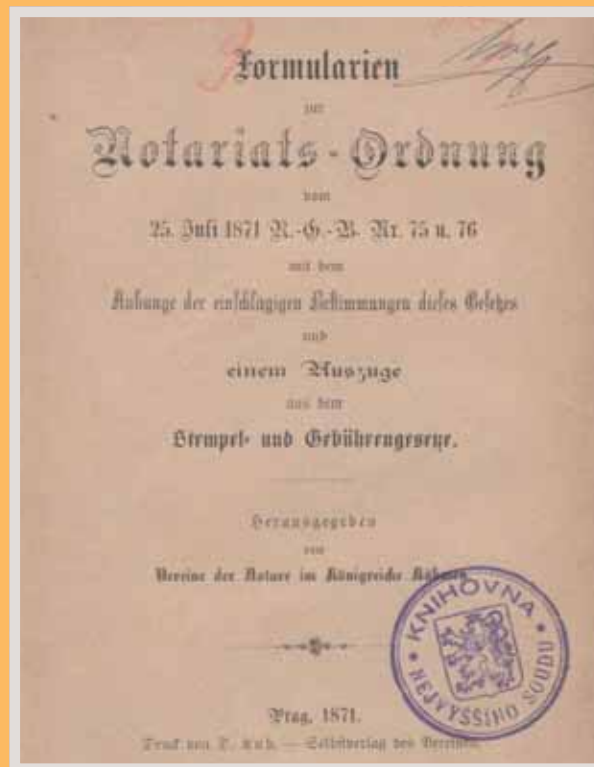 Formularien
zur
Notariats-Ordnung
vom
25. Juli 1871 R.-G.-B. Nr. 75 u. 76
mit dem
Anhange der einschlägigen Bestimmungen dieses Gesetzes
und
einem Auszuge
aus dem
Stempel- und Gebührengesetze.
Herausgegeben
vom
Vereine der Notare im Königreiche Böhmen
KNIHOVNA
NEJVYŠŠÍHO SOUDU
Prag, 1871.
Druck von — Selbstverlag des Vereines.